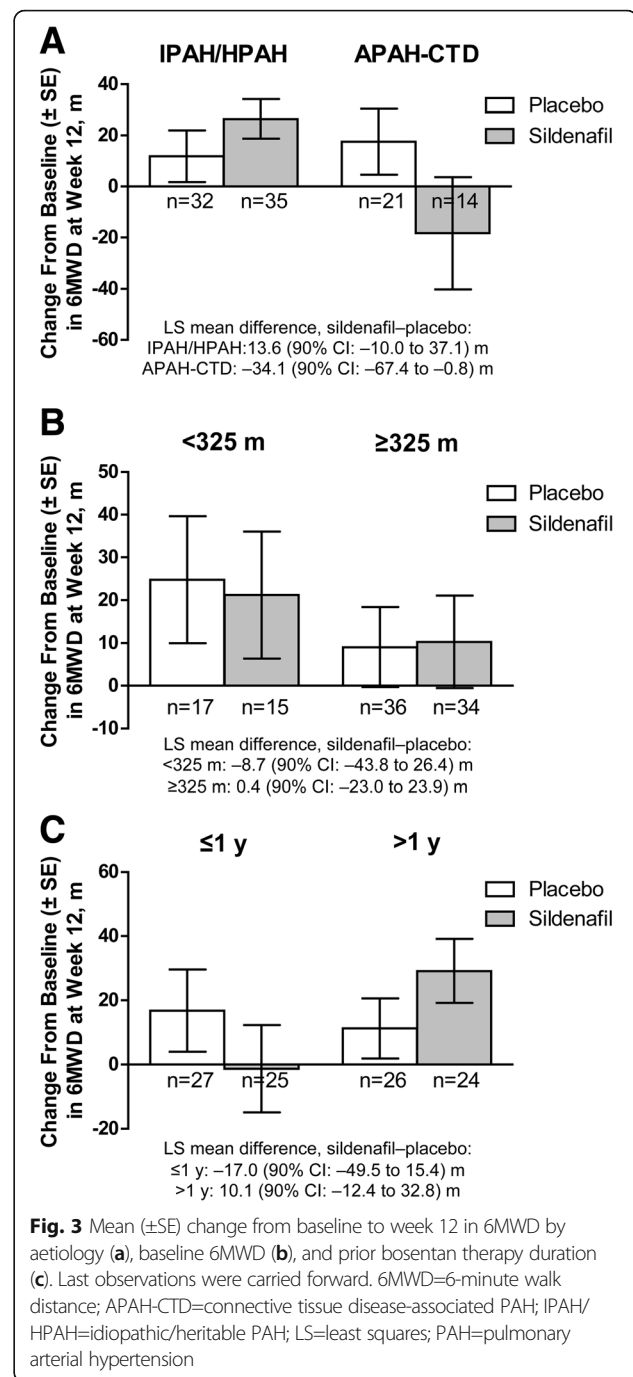 A
IPAH/HPAH APAH-CTD
Change From Baseline (± SE)
in 6MWD at Week 12, m
40
20
0
-20
-40
-60
Placebo
Sildenafil
n=32 n=35 n=21 n=14
LS mean difference, sildenafil–placebo:
IPAH/HPAH:13.6 (90% CI: –10.0 to 37.1) m
APAH-CTD: –34.1 (90% CI: –67.4 to –0.8) m
B
<325 m ≥325 m
Change From Baseline (± SE)
in 6MWD at Week 12, m
50
40
30
20
10
0
-10
Placebo
Sildenafil
n=17 n=15 n=36 n=34
LS mean difference, sildenafil–placebo:
<325 m: –8.7 (90% CI: –43.8 to 26.4) m
≥325 m: 0.4 (90% CI: –23.0 to 23.9) m
C
≤1 y >1 y
Change From Baseline (± SE)
in 6MWD at Week 12, m
60
40
20
0
-20
Placebo
Sildenafil
n=27 n=25 n=26 n=24
LS mean difference, sildenafil–placebo:
≤1 y: –17.0 (90% CI: –49.5 to 15.4) m
>1 y: 10.1 (90% CI: –12.4 to 32.8) m
Fig. 3 Mean (±SE) change from baseline to week 12 in 6MWD by
aetiology (a), baseline 6MWD (b), and prior bosentan therapy duration
(c). Last observations were carried forward. 6MWD=6-minute walk
distance; APAH-CTD=connective tissue disease-associated PAH; IPAH/
HPAH=idiopathic/heritable PAH; LS=least squares; PAH=pulmonary
arterial hypertension